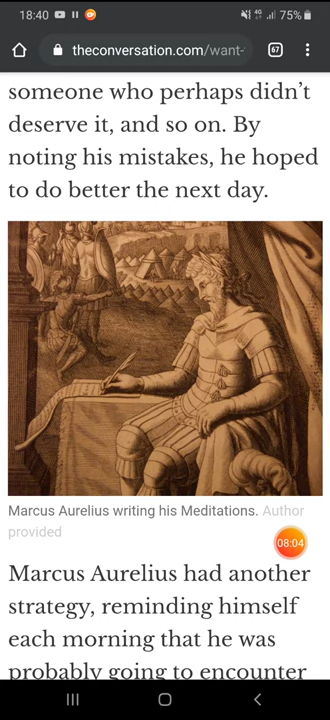 18:40 4G 75%
theconversation.com/want- 67
someone who perhaps didn’t
deserve it, and so on. By
noting his mistakes, he hoped
to do better the next day.
Marcus Aurelius writing his Meditations. Author
provided
08:04
Marcus Aurelius had another
strategy, reminding himself
each morning that he was
probably going to encounter